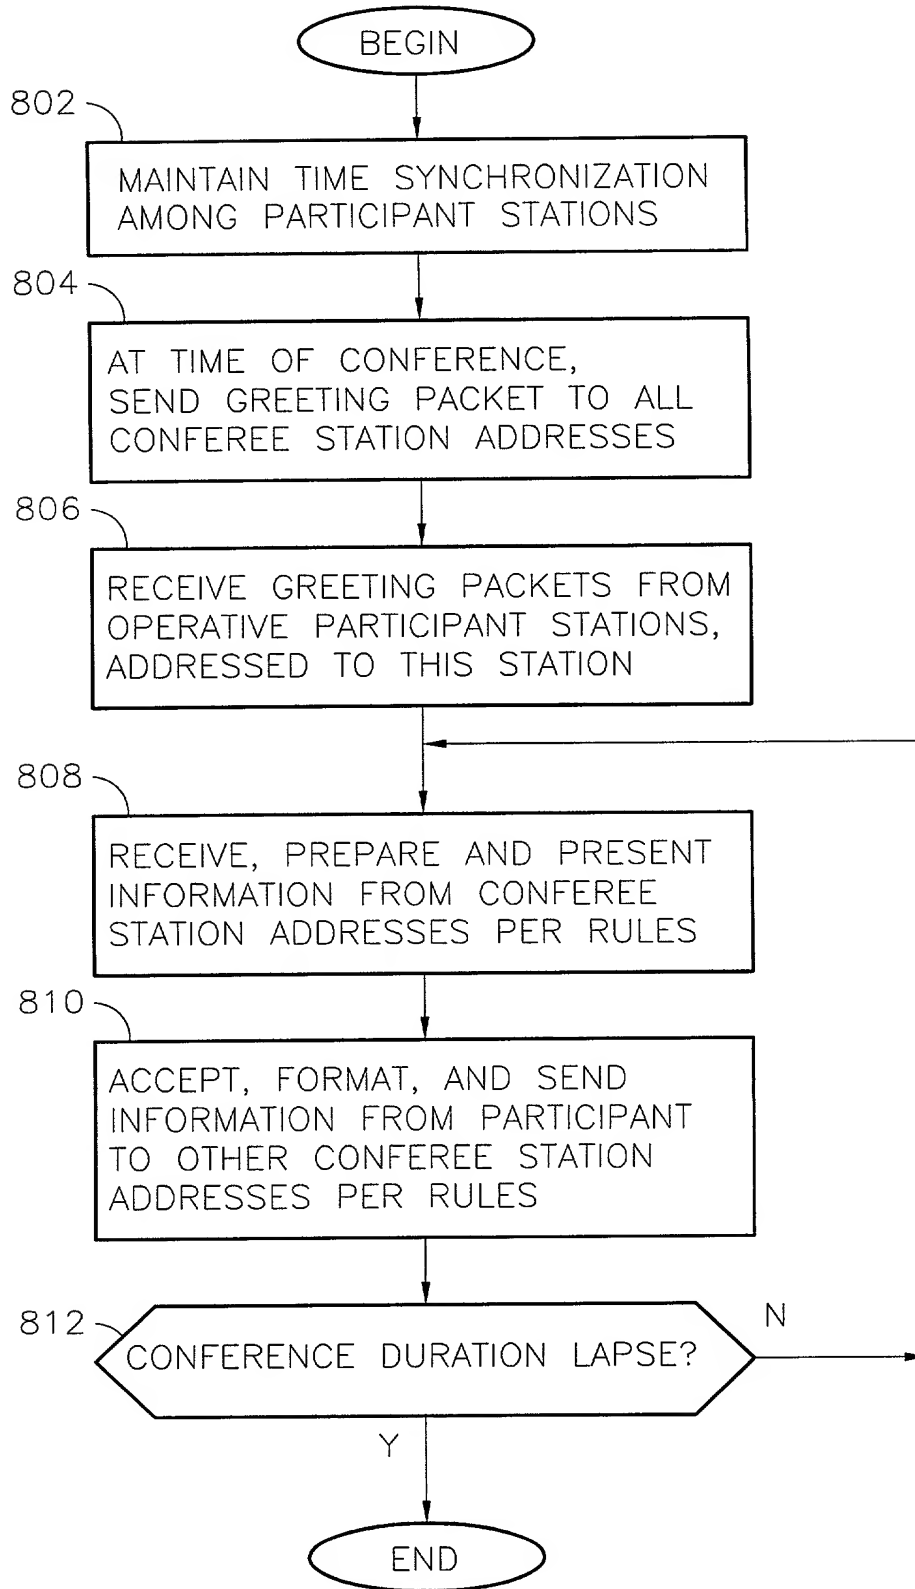 BEGIN
802
MAINTAIN TIME SYNCHRONIZATION
AMONG PARTICIPANT STATIONS
804
AT TIME OF CONFERENCE,
SEND GREETING PACKET TO ALL
CONFEREE STATION ADDRESSES
806
RECEIVE GREETING PACKETS FROM
OPERATIVE PARTICIPANT STATIONS,
ADDRESSED TO THIS STATION
808
RECEIVE, PREPARE AND PRESENT
INFORMATION FROM CONFEREE
STATION ADDRESSES PER RULES
810
ACCEPT, FORMAT, AND SEND
INFORMATION FROM PARTICIPANT
TO OTHER CONFEREE STATION
ADDRESSES PER RULES
812
CONFERENCE DURATION LAPSE?
N
Y
END